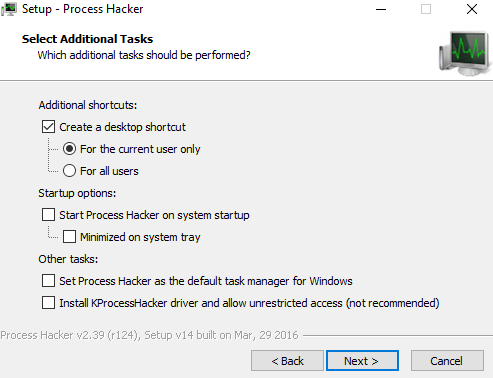 Setup - Process Hacker
Select Additional Tasks
Which additional tasks should be performed?
Additional shortcuts:
Create a desktop shortcut
For the current user only
For all users
Startup options:
Start Process Hacker on system startup
Minimized on system tray
Other tasks:
Set Process Hacker as the default task manager for Windows
Install KProcessHacker driver and allow unrestricted access (not recommended)
Process Hacker v2.39 (r124), Setup v14 built on Mar, 29 2016
< Back
Next >
Cancel